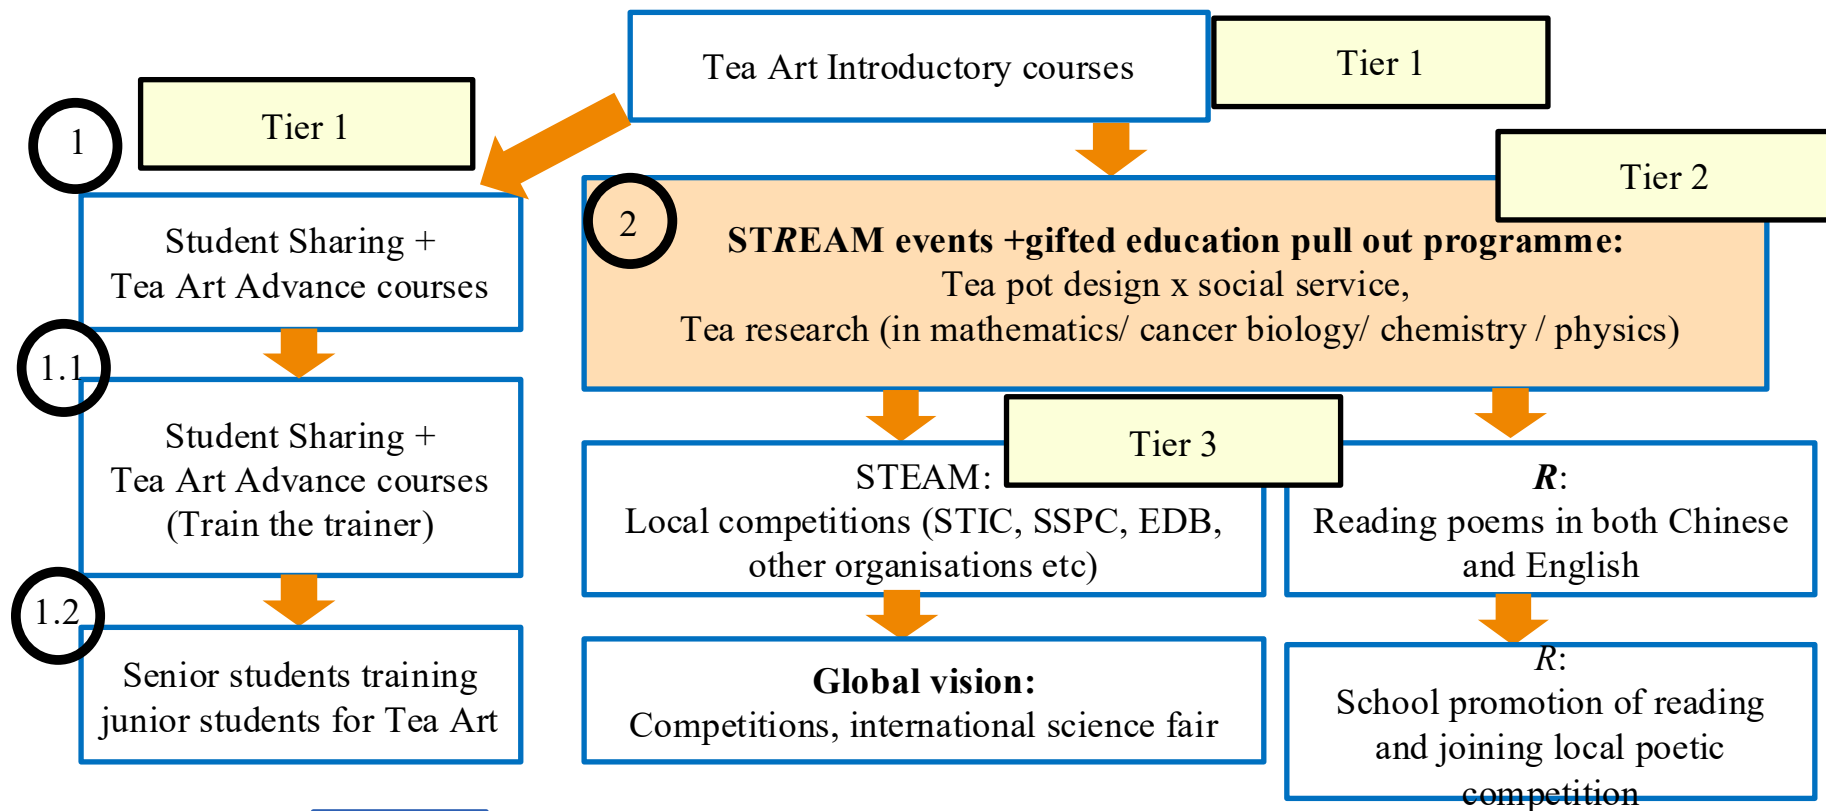 Tea Art Introductory courses
Tier 1
Tier 1
1
Student Sharing +
Tea Art Advance courses
1.1
Student Sharing +
Tea Art Advance courses
(Train the trainer)
1.2
Senior students training
junior students for Tea Art
Tier 2
2
STREAM events +gifted education pull out programme:
Tea pot design x social service,
Tea research (in mathematics/ cancer biology/ chemistry / physics)
Tier 3
STEAM:
Local competitions (STIC, SSPC, EDB,
other organisations etc)
Global vision:
Competitions, international science fair
R:
Reading poems in both Chinese
and English
R:
School promotion of reading
and joining local poetic
competition